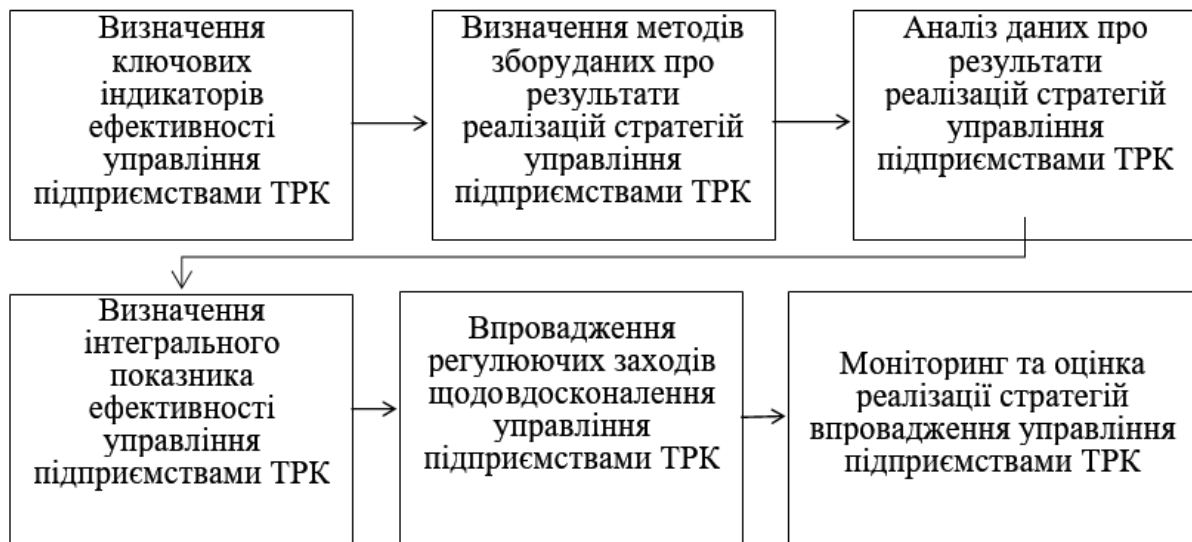 Визначення
ключових
індикаторів
ефективності
управління
підприємствами ТРК
Визначення методів
зборуданих про
результати
реалізацій стратегій
управління
підприємствами ТРК
Аналіз даних про
результати
реалізацій стратегій
управління
підприємствами ТРК
Визначення
інтегрального
показника
ефективності
управління
підприємствами ТРК
Впровадження
регулюючих заходів
щодовдосконалення
управління
підприємствами ТРК
Моніторинг та оцінка
реалізації стратегій
впровадження управління
підприємствами ТРК